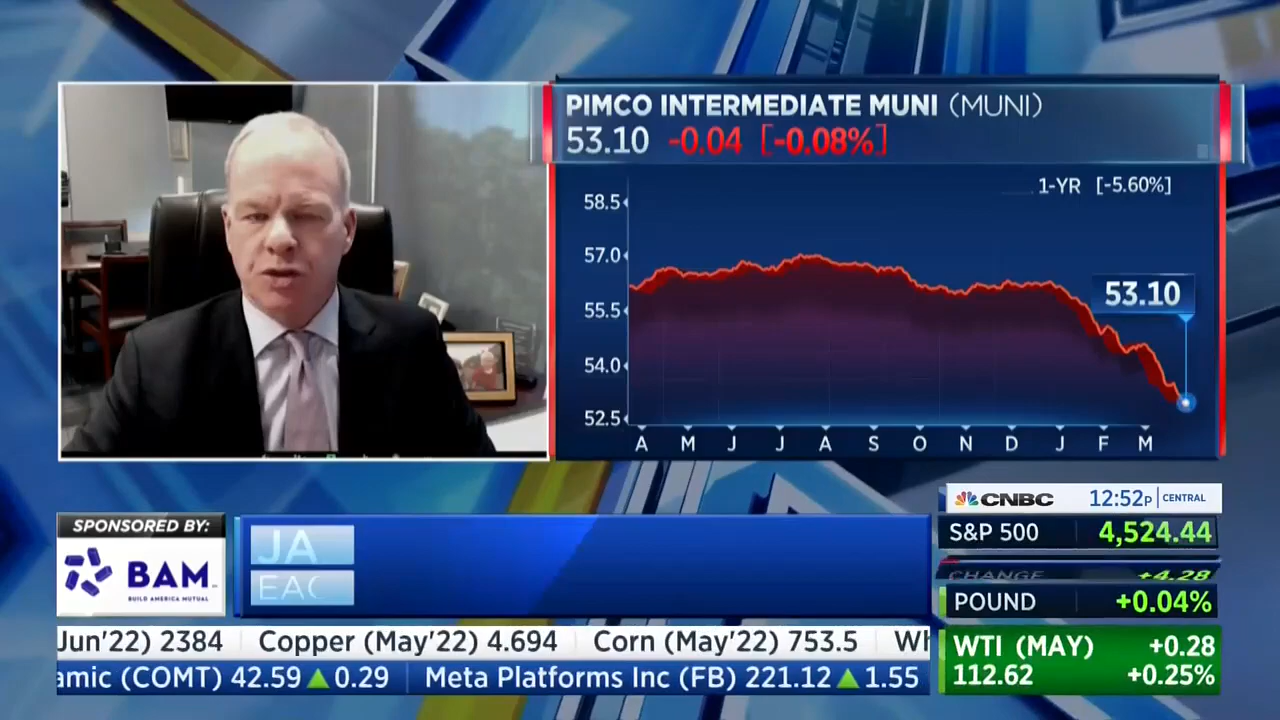 PIMCO INTERMEDIATE MUNI (MUNI)
53.10 -0.04 [-0.08%]
1-YR [-5.60%]
58.5
57.0
55.5
54.0
52.5
53.10
A M J J A S O N D J F M
SPONSORED BY:
BAM
BUILD AMERICA MUTUAL
JA
EAC
CNBC 12:52P CENTRAL
S&P 500 4,524.44
CHANGE +4.28
POUND +0.04%
WTI (MAY) +0.28
112.62 +0.25%
Jun'22) 2384 Copper (May'22) 4.694 Corn (May'22) 753.5 Wh
amic (COMT) 42.59 ▲ 0.29 Meta Platforms Inc (FB) 221.12 ▲ 1.55